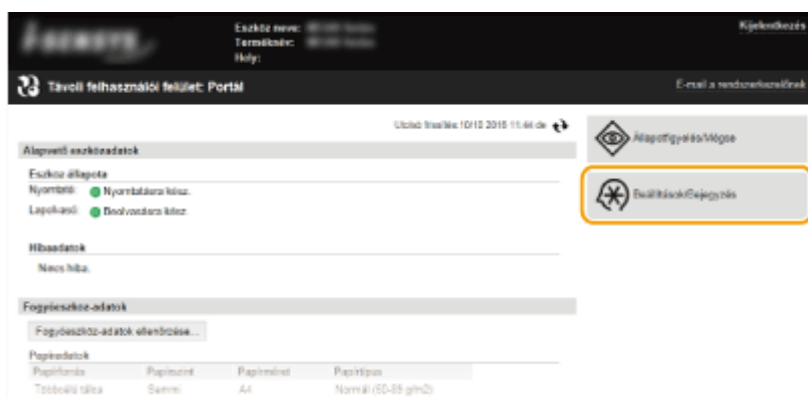 i-SENSYS
Eszköz neve:
Terméknév:
Hely:
Kijelentkezés
Távoli felhasználói felület: Portál
E-mail a rendszerkezelőnek
Utolsó frissítés: 10/10 2015 11:44 de.
Állapotfigyelés/Mégse
Alapvető eszközadatok
Eszköz állapota
Nyomtató: Nyomtatásra kész.
Beállítások/Bejegyzés
Lapolvasó: Beolvasásra kész.
Hibaadatok
Nincs hiba.
Fogyóeszköz-adatok
Fogyóeszköz-adatok ellenőrzése...
Papíradatok
Papírforrás Papírszint Papírméret Papírtípus
Többcélú tálca Semmi A4 Normál (60-89 g/m2)